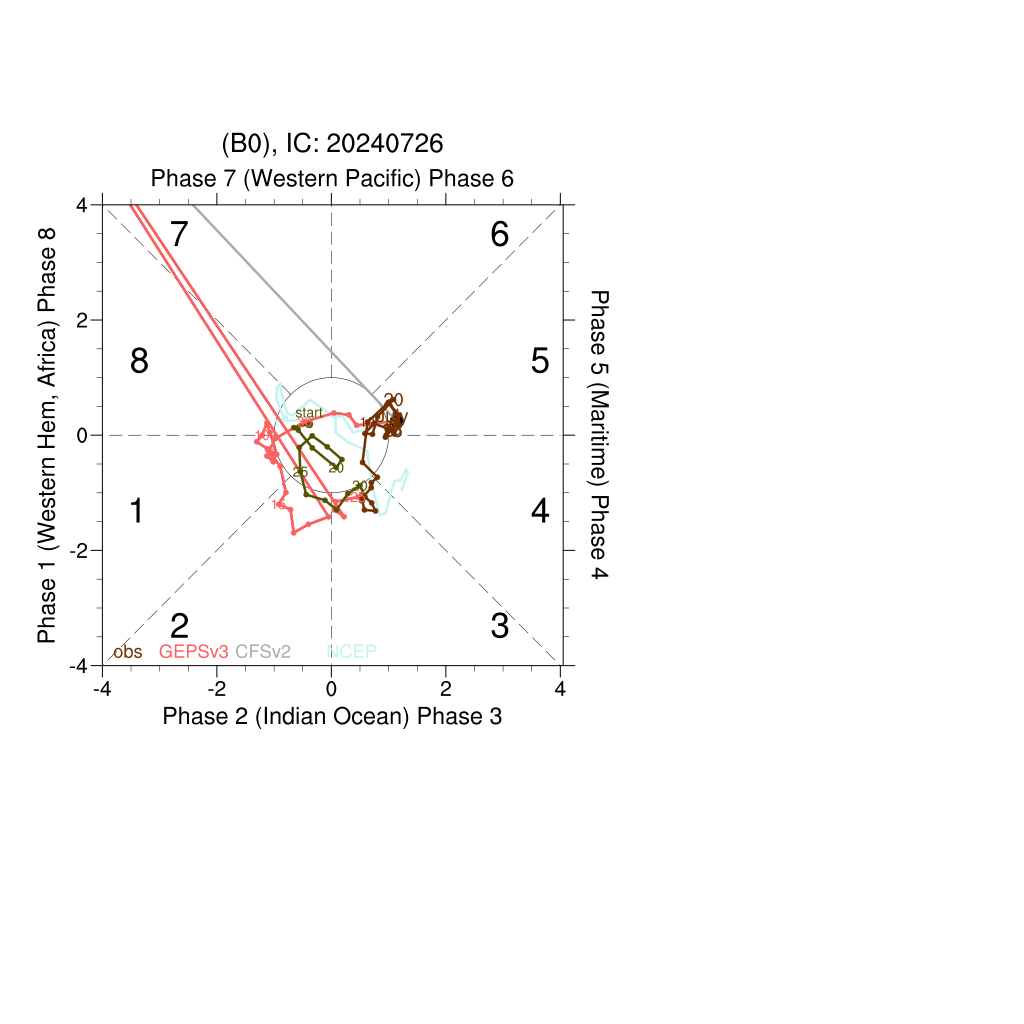 (B0), IC: 20240726
Phase 7 (Western Pacific) Phase 6
4
2
0
-2
-4
Phase 1 (Western Hem, Africa) Phase 8
7
6
8
5
1
4
2
3
start
20
25
20
30
obs
GEPSv3
CFSv2
NCEP
Phase 5 (Maritime) Phase 4
-4
-2
0
2
4
Phase 2 (Indian Ocean) Phase 3